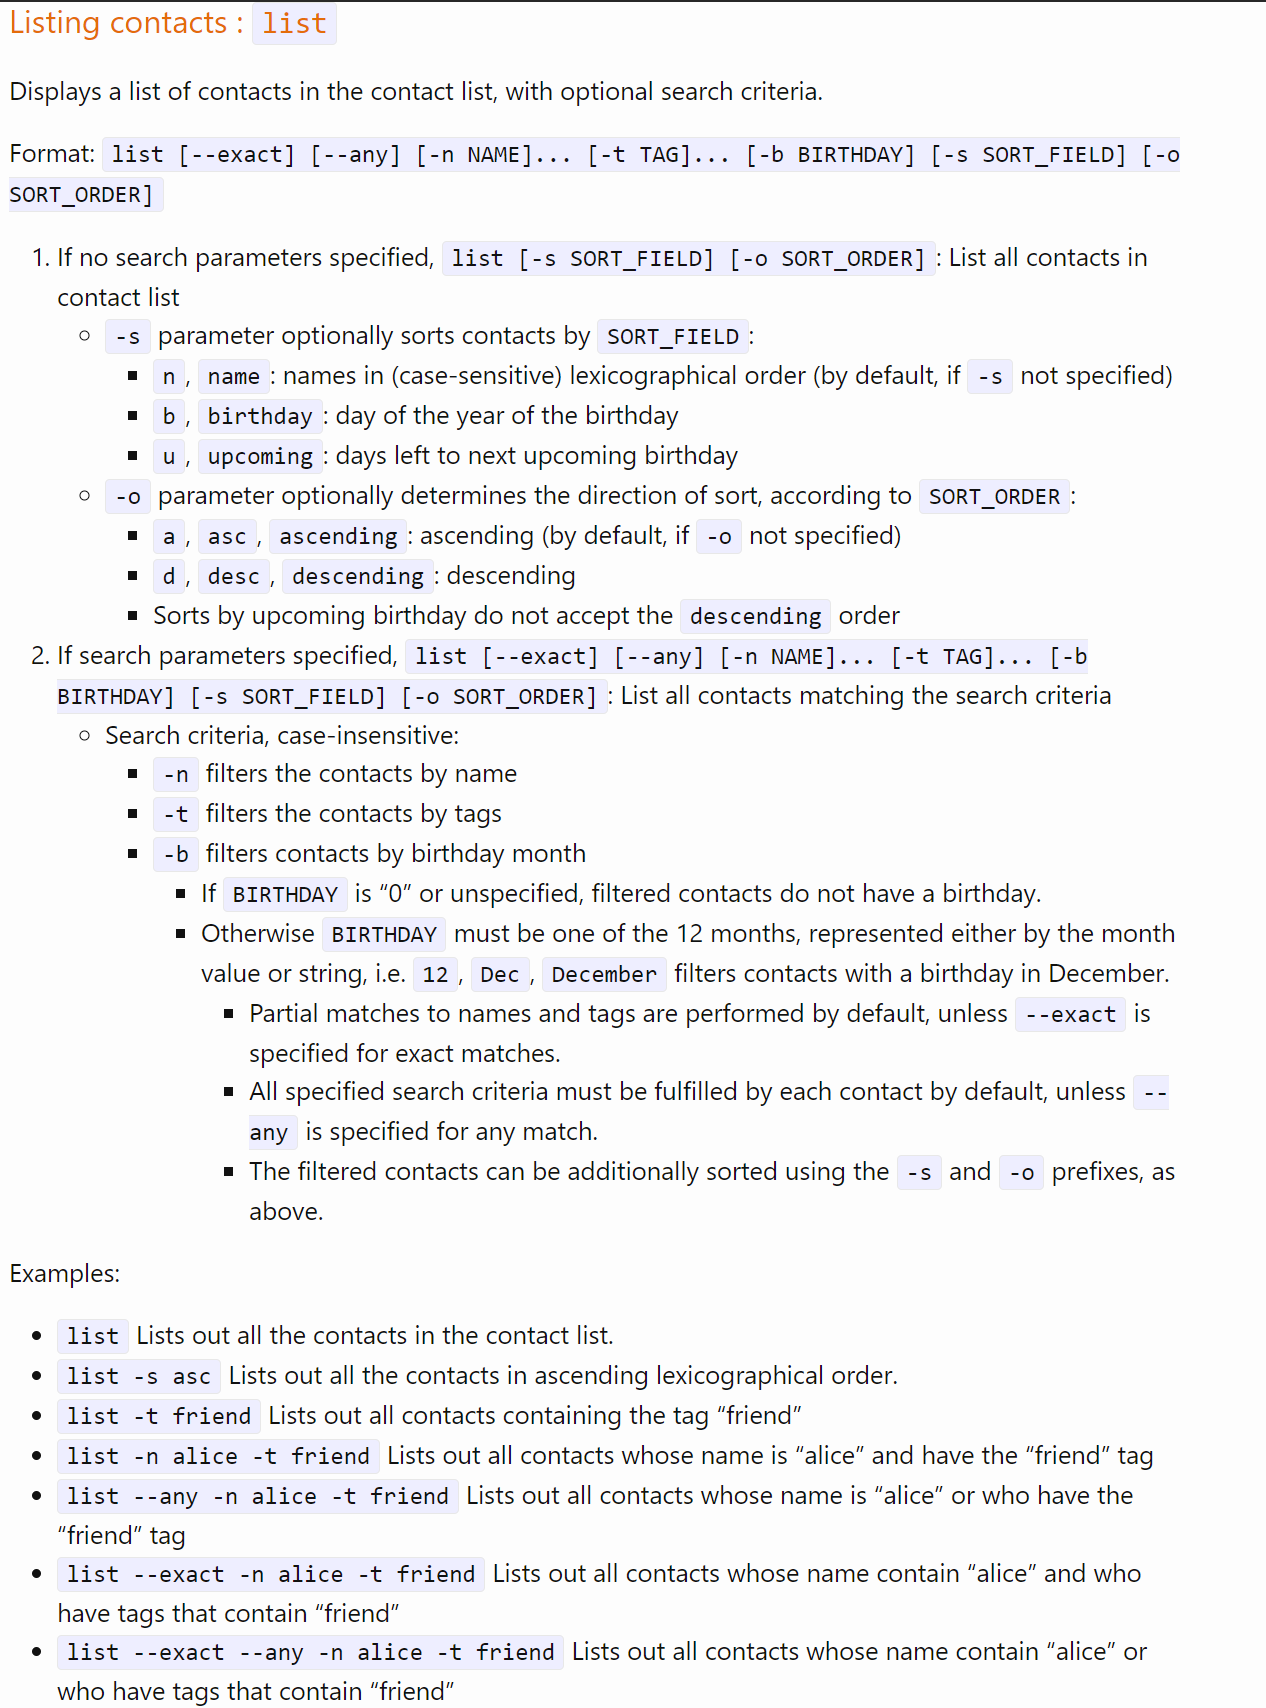 Listing contacts : list
Displays a list of contacts in the contact list, with optional search criteria.
Format: list [--exact] [--any] [-n NAME]... [-t TAG]... [-b BIRTHDAY] [-s SORT_FIELD] [-o
SORT_ORDER]
1. If no search parameters specified, list [-s SORT_FIELD] [-o SORT_ORDER] : List all contacts in
contact list
-s parameter optionally sorts contacts by SORT_FIELD :
n , name : names in (case-sensitive) lexicographical order (by default, if -s not specified)
b , birthday : day of the year of the birthday
u , upcoming : days left to next upcoming birthday
-o parameter optionally determines the direction of sort, according to SORT_ORDER :
a , asc , ascending : ascending (by default, if -o not specified)
d , desc , descending : descending
Sorts by upcoming birthday do not accept the descending order
2. If search parameters specified, list [--exact] [--any] [-n NAME]... [-t TAG]... [-b
BIRTHDAY] [-s SORT_FIELD] [-o SORT_ORDER] : List all contacts matching the search criteria
Search criteria, case-insensitive:
-n filters the contacts by name
-t filters the contacts by tags
-b filters contacts by birthday month
If BIRTHDAY is “0” or unspecified, filtered contacts do not have a birthday.
Otherwise BIRTHDAY must be one of the 12 months, represented either by the month
value or string, i.e. 12 , Dec , December filters contacts with a birthday in December.
Partial matches to names and tags are performed by default, unless --exact is
specified for exact matches.
All specified search criteria must be fulfilled by each contact by default, unless --
any is specified for any match.
The filtered contacts can be additionally sorted using the -s and -o prefixes, as
above.
Examples:
list Lists out all the contacts in the contact list.
list -s asc Lists out all the contacts in ascending lexicographical order.
list -t friend Lists out all contacts containing the tag “friend”
list -n alice -t friend Lists out all contacts whose name is “alice” and have the “friend” tag
list --any -n alice -t friend Lists out all contacts whose name is “alice” or who have the
“friend” tag
list --exact -n alice -t friend Lists out all contacts whose name contain “alice” and who
have tags that contain “friend”
list --exact --any -n alice -t friend Lists out all contacts whose name contain “alice” or
who have tags that contain “friend”